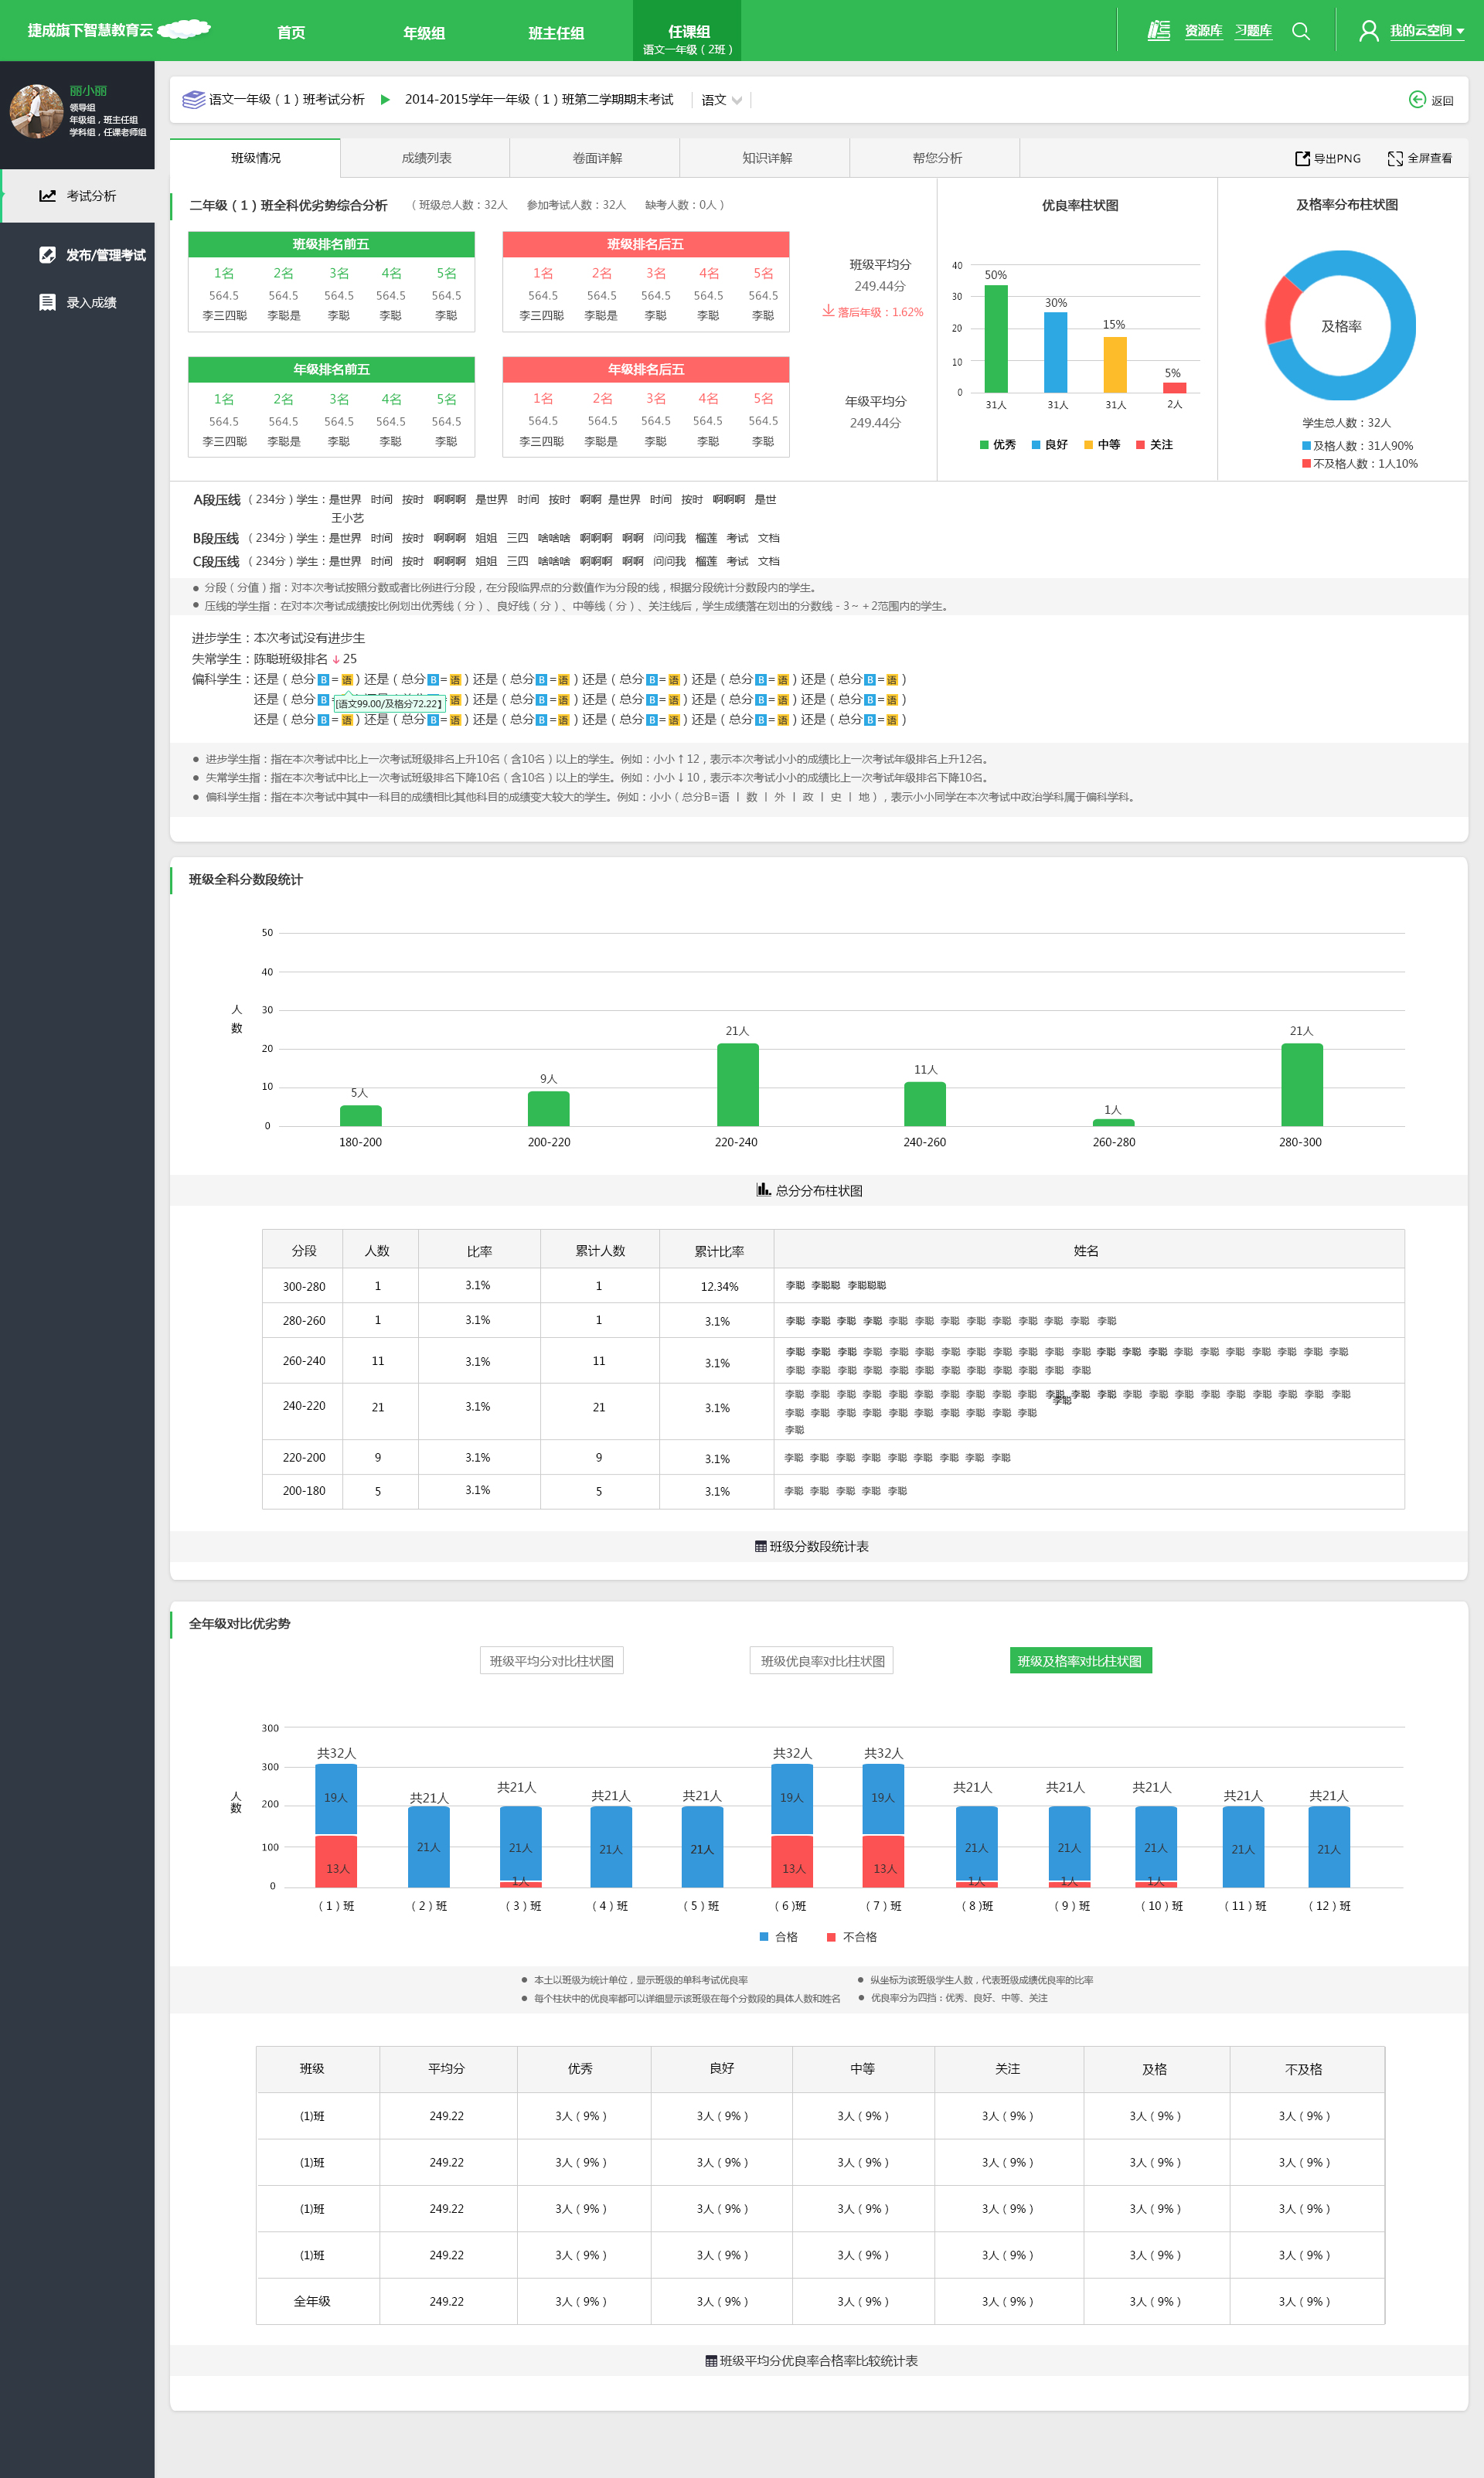 捷成旗下智慧教育云
首页 年级组 班主任组 任课组
语文一年级（2班）
资源库 习题库 我的云空间
丽小丽
领导组
年级组，班主任组
学科组，任课老师组
考试分析
发布/管理考试
录入成绩
语文一年级（1）班考试分析 2014-2015学年一年级（1）班第二学期期末考试 语文 返回
班级情况 成绩列表 卷面详解 知识详解 帮您分析 导出PNG 全屏查看
二年级（1）班全科优劣势综合分析 （ 班级总人数：32人 参加考试人数：32人 缺考人数：0人 ）
班级排名前五
1名 2名 3名 4名 5名
564.5 564.5 564.5 564.5 564.5
李三四聪 李聪是 李聪 李聪 李聪
班级排名后五
1名 2名 3名 4名 5名
564.5 564.5 564.5 564.5 564.5
李三四聪 李聪是 李聪 李聪 李聪
班级平均分
249.44分
落后年级：1.62%
年级排名前五
1名 2名 3名 4名 5名
564.5 564.5 564.5 564.5 564.5
李三四聪 李聪是 李聪 李聪 李聪
年级排名后五
1名 2名 3名 4名 5名
564.5 564.5 564.5 564.5 564.5
李三四聪 李聪是 李聪 李聪 李聪
年级平均分
249.44分
优良率柱状图
40
30
20
10
0
50% 30% 15% 5%
31人 31人 31人 2人
优秀 良好 中等 关注
及格率分布柱状图
及格率
学生总人数：32人
及格人数：31人90%
不及格人数：1人10%
A段压线（234分）学生：是世界 时间 按时 啊啊啊 是世界 时间 按时 啊啊 是世界 时间 按时 啊啊啊 是世
王小艺
B段压线（234分）学生：是世界 时间 按时 啊啊啊 姐姐 三四 啥啥啥 啊啊啊 啊啊 问问我 榴莲 考试 文档
C段压线（234分）学生：是世界 时间 按时 啊啊啊 姐姐 三四 啥啥啥 啊啊啊 啊啊 问问我 榴莲 考试 文档
● 分段（分值）指：对本次考试按照分数或者比例进行分段，在分段临界点的分数值作为分段的线，根据分段统计分数段内的学生。
● 压线的学生指：在对本次考试成绩按比例划出优秀线（分）、良好线（分）、中等线（分）、关注线后，学生成绩落在划出的分数线－3～＋2范围内的学生。
进步学生：本次考试没有进步生
失常学生：陈聪班级排名↓25
偏科学生：还是（总分B=语）还是（总分B=语）还是（总分B=语）还是（总分B=语）还是（总分B=语）还是（总分B=语）
还是（总分B 语）还是（总分B=语）还是（总分B=语）还是（总分B=语）还是（总分B=语）
[语文99.00/及格分72.22】
还是（总分B=语）还是（总分B=语）还是（总分B=语）还是（总分B=语）还是（总分B=语）还是（总分B=语）
● 进步学生指：指在本次考试中比上一次考试班级排名上升10名（含10名）以上的学生。例如：小小↑12，表示本次考试小小的成绩比上一次考试年级排名上升12名。
● 失常学生指：指在本次考试中比上一次考试班级排名下降10名（含10名）以上的学生。例如：小小↓10，表示本次考试小小的成绩比上一次考试年级排名下降10名。
● 偏科学生指：指在本次考试中其中一科目的成绩相比其他科目的成绩变大较大的学生。例如：小小（总分B=语 | 数 | 外 | 政 | 史 | 地），表示小小同学在本次考试中政治学科属于偏科学科。
班级全科分数段统计
人数
50
40
30
20
10
0
5人 9人 21人 11人 1人 21人
180-200 200-220 220-240 240-260 260-280 280-300
总分分布柱状图
分段 人数 比率 累计人数 累计比率 姓名
300-280 1 3.1% 1 12.34% 李聪 李聪聪 李聪聪聪
280-260 1 3.1% 1 3.1% 李聪 李聪 李聪 李聪 李聪 李聪 李聪 李聪 李聪 李聪 李聪 李聪 李聪
260-240 11 3.1% 11 3.1% 李聪 李聪 李聪 李聪 李聪 李聪 李聪 李聪 李聪 李聪 李聪 李聪 李聪 李聪 李聪 李聪 李聪 李聪 李聪 李聪 李聪 李聪
李聪 李聪 李聪 李聪 李聪 李聪 李聪 李聪 李聪 李聪 李聪 李聪
240-220 21 3.1% 21 3.1% 李聪 李聪 李聪 李聪 李聪 李聪 李聪 李聪 李聪 李聪 李聪 李聪 李聪 李聪 李聪 李聪 李聪 李聪 李聪 李聪 李聪 李聪
李聪
李聪 李聪 李聪 李聪 李聪 李聪 李聪 李聪 李聪 李聪
李聪
220-200 9 3.1% 9 3.1% 李聪 李聪 李聪 李聪 李聪 李聪 李聪 李聪 李聪
200-180 5 3.1% 5 3.1% 李聪 李聪 李聪 李聪 李聪
班级分数段统计表
全年级对比优劣势
班级平均分对比柱状图 班级优良率对比柱状图 班级及格率对比柱状图
人数
300
300
200
100
0
共32人 共21人 共21人 共21人 共21人 共32人 共32人 共21人 共21人 共21人 共21人 共21人
19人 21人 21人 21人 21人 19人 19人 21人 21人 21人 21人 21人
13人 1人 13人 13人 1人 1人 1人
（1）班 （2）班 （3）班 （4）班 （5）班 （6)班 （7）班 （8)班 （9）班 （10）班 （11）班 （12）班
合格 不合格
● 本土以班级为统计单位，显示班级的单科考试优良率 ● 纵坐标为该班级学生人数，代表班级成绩优良率的比率
● 每个柱状中的优良率都可以详细显示该班级在每个分数段的具体人数和姓名 ● 优良率分为四挡：优秀、良好、中等、关注
班级 平均分 优秀 良好 中等 关注 及格 不及格
(1)班 249.22 3人（9%） 3人（9%） 3人（9%） 3人（9%） 3人（9%） 3人（9%）
(1)班 249.22 3人（9%） 3人（9%） 3人（9%） 3人（9%） 3人（9%） 3人（9%）
(1)班 249.22 3人（9%） 3人（9%） 3人（9%） 3人（9%） 3人（9%） 3人（9%）
(1)班 249.22 3人（9%） 3人（9%） 3人（9%） 3人（9%） 3人（9%） 3人（9%）
全年级 249.22 3人（9%） 3人（9%） 3人（9%） 3人（9%） 3人（9%） 3人（9%）
班级平均分优良率合格率比较统计表